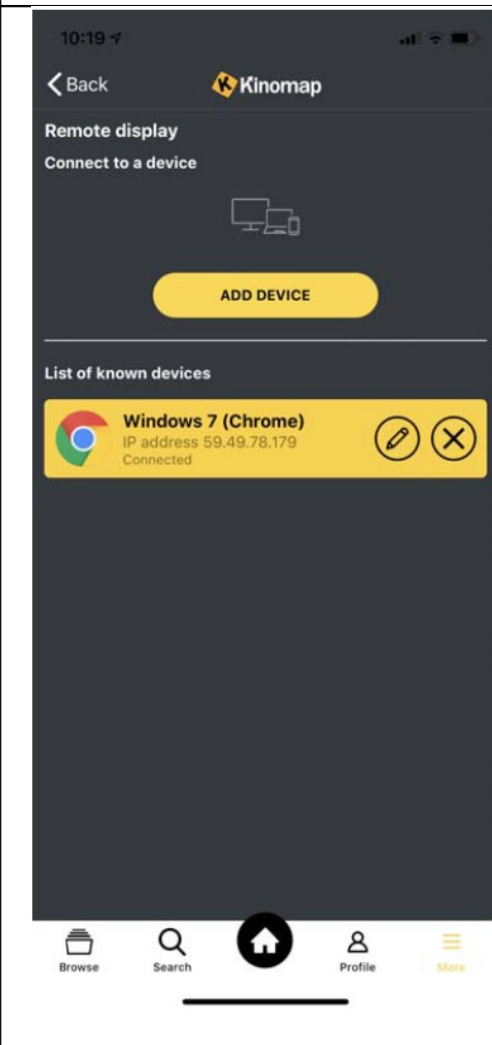 10:19
Back
Kinomap
Remote display
Connect to a device
ADD DEVICE
List of known devices
Windows 7 (Chrome)
IP address 59.49.78.179
Connected
Browse
Search
Profile
More